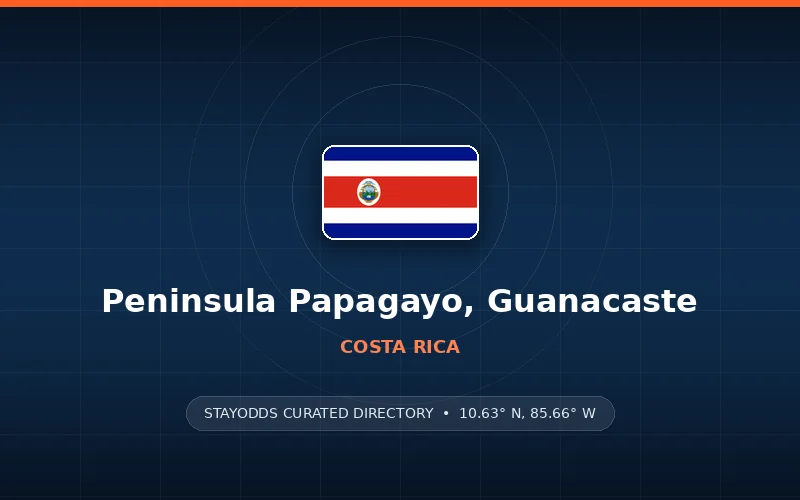 Peninsula Papagayo, Guanacaste
COSTA RICA
STAYODDS CURATED DIRECTORY • 10.63° N, 85.66° W